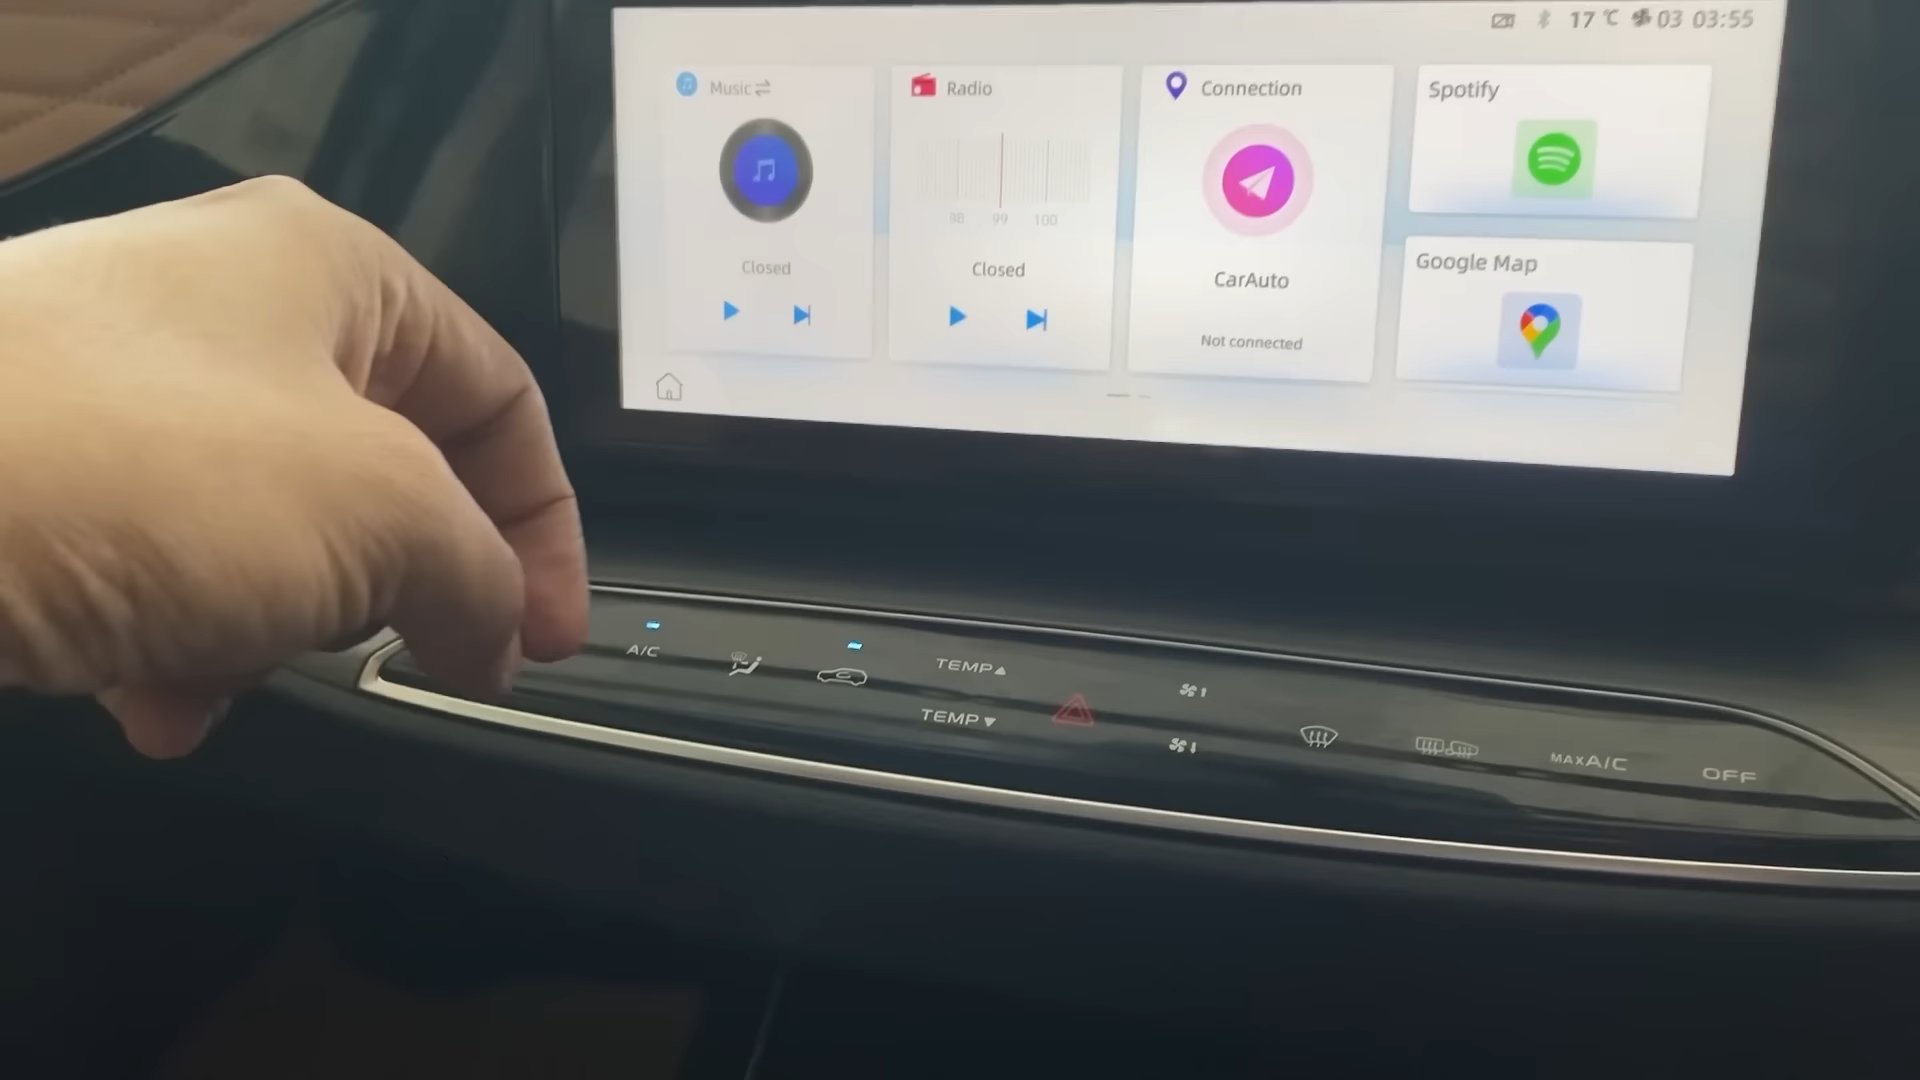 17 °C 03 03:55
Music
Radio
Connection
Spotify
98 99 100
Closed
Closed
CarAuto
Not connected
Google Map
A/C
TEMP▲
TEMP▼
MAXA/C
OFF